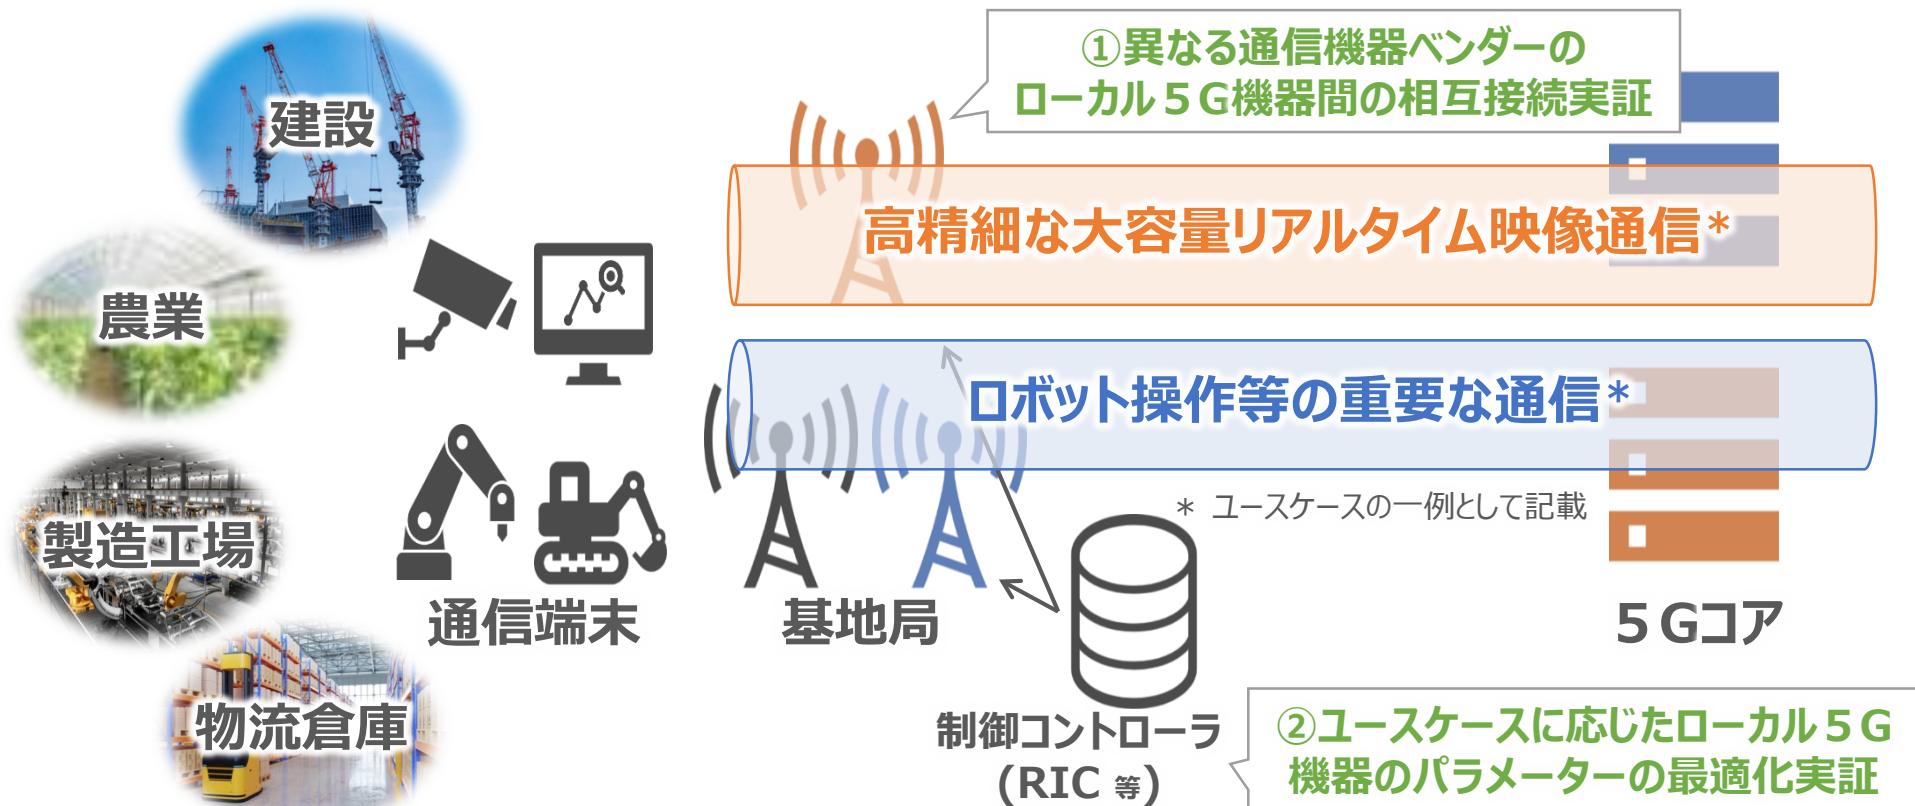 ①異なる通信機器ベンダーの
ローカル５G機器間の相互接続実証
建設
高精細な大容量リアルタイム映像通信*
農業
ロボット操作等の重要な通信*
* ユースケースの一例として記載
製造工場
通信端末
基地局
５Gコア
物流倉庫
制御コントローラ
(RIC 等)
②ユースケースに応じたローカル５G
機器のパラメーターの最適化実証